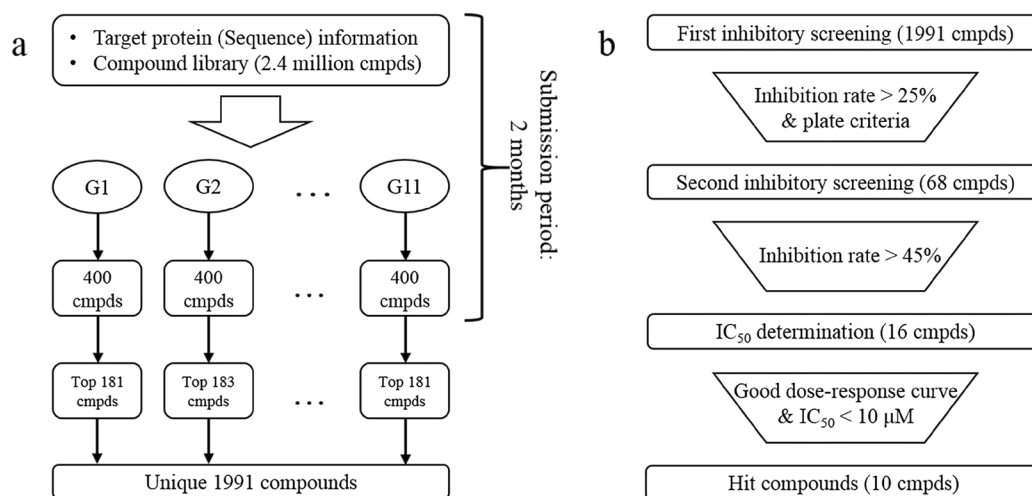 a
• Target protein (Sequence) information
• Compound library (2.4 million cmpds)
Submission period:
2 months
G1
G2
...
G11
400
cmpds
400
cmpds
...
400
cmpds
Top 181
cmpds
Top 183
cmpds
...
Top 181
cmpds
Unique 1991 compounds
b
First inhibitory screening (1991 cmpds)
Inhibition rate > 25%
& plate criteria
Second inhibitory screening (68 cmpds)
Inhibition rate > 45%
IC₅₀ determination (16 cmpds)
Good dose-response curve
& IC₅₀ < 10 μM
Hit compounds (10 cmpds)